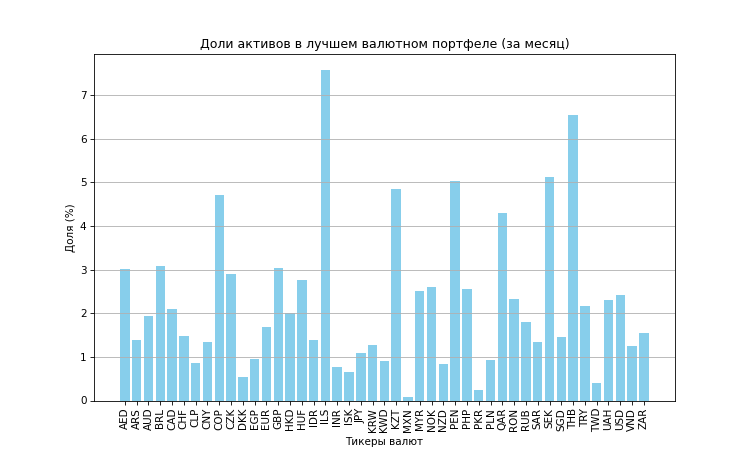 Доли активов в лучшем валютном портфеле (за месяц)
Доля (%)
7
6
5
4
3
2
1
0
AED ARS AUD BRL CAD CHF CLP CNY COP CZK DKK EGP EUR GBP HKD HUF IDR ILS INR ISK JPY KRW KWD KZT MXN MYR NOK NZD PEN PHP PKR PLN QAR RON RUB SAR SEK SGD THB TRY TWD UAH USD VND ZAR
Тикеры валют